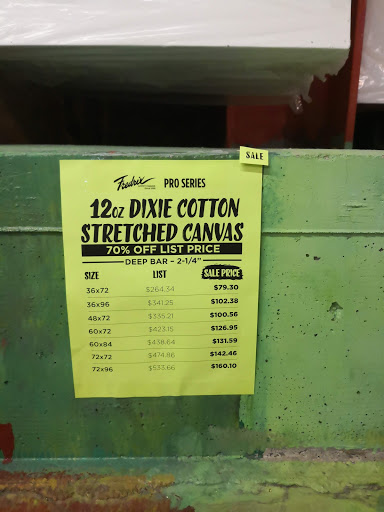 SALE
Fredrix PRO SERIES
12oz DIXIE COTTON
STRETCHED CANVAS
70% OFF LIST PRICE
DEEP BAR - 2-1/4"
SIZE LIST SALE PRICE
36x72 $264.34 $79.30
36x96 $341.25 $102.38
48x72 $335.21 $100.56
60x72 $423.15 $126.95
60x84 $438.64 $131.59
72x72 $474.86 $142.46
72x96 $533.66 $160.10